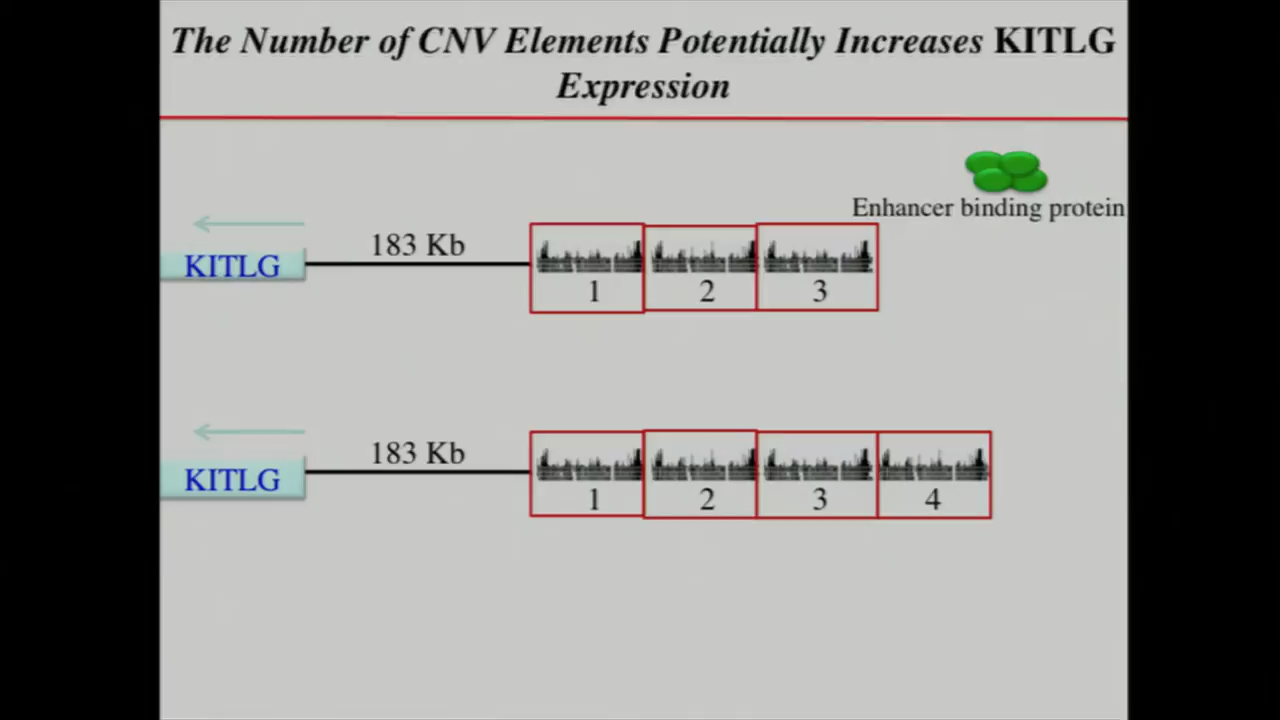 The Number of CNV Elements Potentially Increases KITLG
Expression
Enhancer binding protein
183 Kb
KITLG
1 2 3
183 Kb
KITLG
1 2 3 4